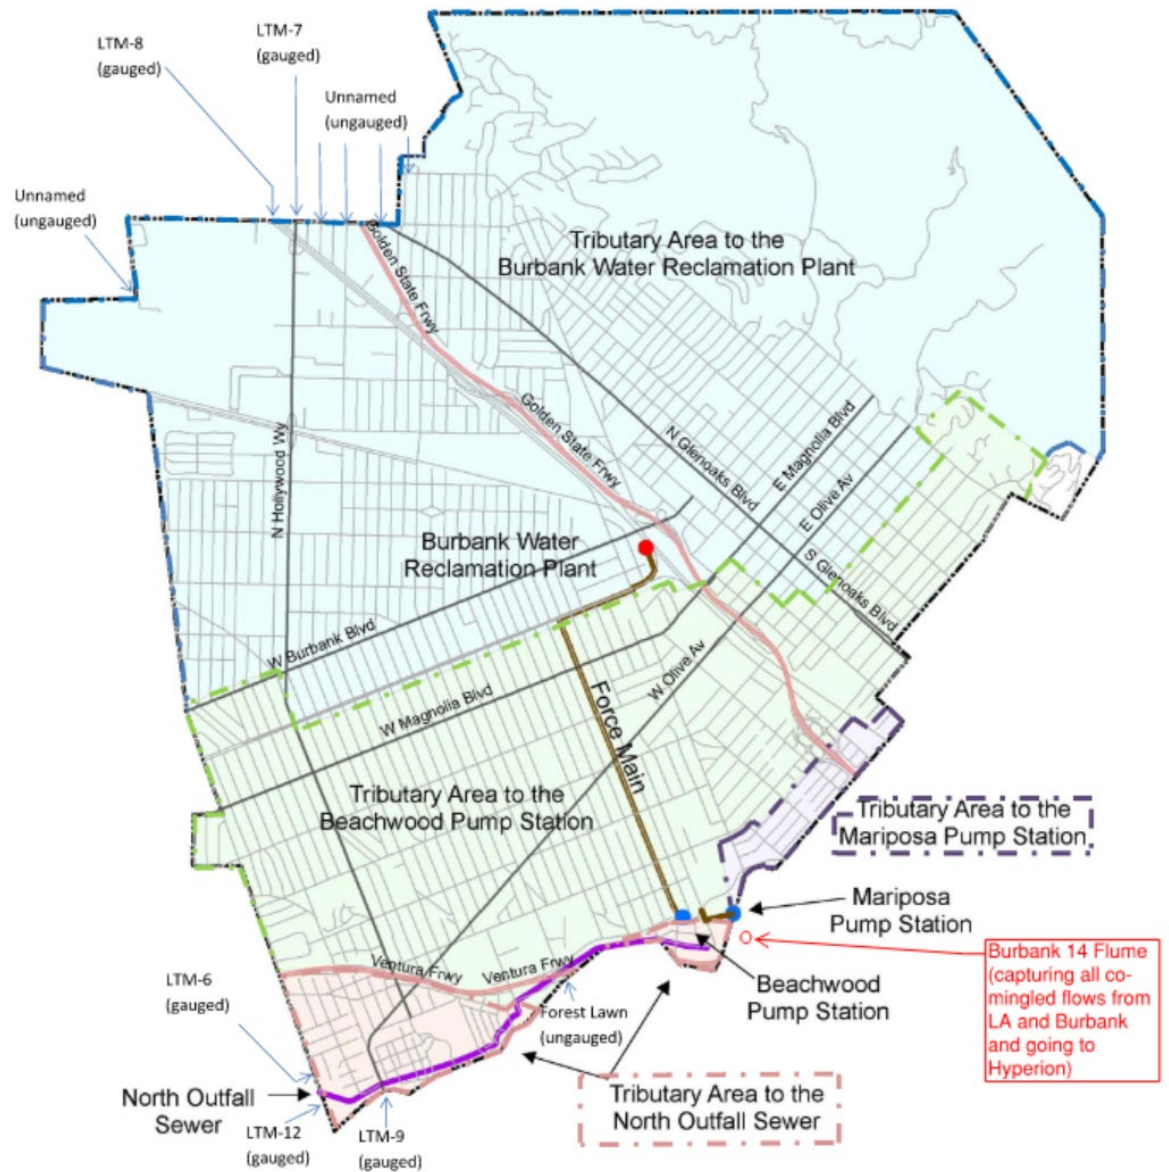 LTM-8
(gauged)
LTM-7
(gauged)
Unnamed
(ungauged)
Unnamed
(ungauged)
Tributary Area to the
Burbank Water Reclamation Plant
Golden State Frwy
Golden State Frwy
N Hollywood Wy
N Glenoaks Blvd
E Magnolia Blvd
E Olive Av
S Glenoaks Blvd
Burbank Water
Reclamation Plant
W Burbank Blvd
W Magnolia Blvd
W Olive Av
Force Main
Tributary Area to the
Beachwood Pump Station
Tributary Area to the
Mariposa Pump Station
Mariposa
Pump Station
Burbank 14 Flume
(capturing all co-
mingled flows from
LA and Burbank
and going to
Hyperion)
Beachwood
Pump Station
Ventura Frwy
Ventura Frwy
LTM-6
(gauged)
Forest Lawn
(ungauged)
North Outfall
Sewer
Tributary Area to the
North Outfall Sewer
LTM-12
(gauged)
LTM-9
(gauged)